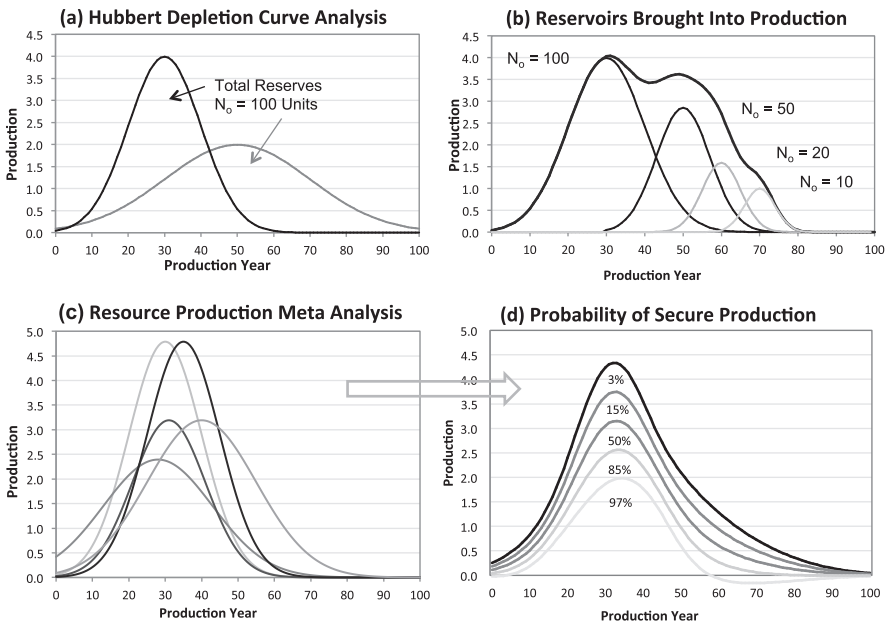 (a) Hubbert Depletion Curve Analysis
4.5
4.0
3.5
3.0
2.5
2.0
1.5
1.0
0.5
0.0
Production
Total Reserves
No = 100 Units
0 10 20 30 40 50 60 70 80 90 100
Production Year
(b) Reservoirs Brought Into Production
4.5
4.0
3.5
3.0
2.5
2.0
1.5
1.0
0.5
0.0
Production
No = 100
No = 50
No = 20
No = 10
0 10 20 30 40 50 60 70 80 90 100
Production Year
(c) Resource Production Meta Analysis
5.0
4.5
4.0
3.5
3.0
2.5
2.0
1.5
1.0
0.5
0.0
Production
0 10 20 30 40 50 60 70 80 90 100
Production Year
(d) Probability of Secure Production
5.0
4.5
4.0
3.5
3.0
2.5
2.0
1.5
1.0
0.5
0.0
Production
3%
15%
50%
85%
97%
0 10 20 30 40 50 60 70 80 90 100
Production Year